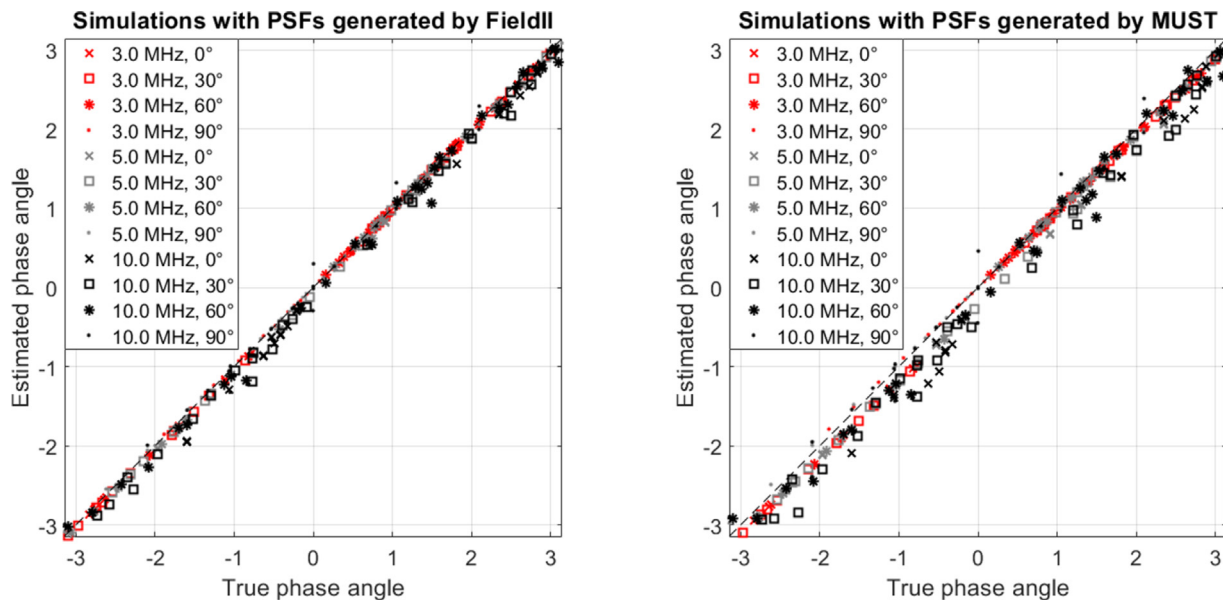 Simulations with PSFs generated by FieldII
Estimated phase angle
3
2
1
0
-1
-2
-3
3.0 MHz, 0°
3.0 MHz, 30°
3.0 MHz, 60°
3.0 MHz, 90°
5.0 MHz, 0°
5.0 MHz, 30°
5.0 MHz, 60°
5.0 MHz, 90°
10.0 MHz, 0°
10.0 MHz, 30°
10.0 MHz, 60°
10.0 MHz, 90°
-3 -2 -1 0 1 2 3
True phase angle
Simulations with PSFs generated by MUST
Estimated phase angle
3
2
1
0
-1
-2
-3
3.0 MHz, 0°
3.0 MHz, 30°
3.0 MHz, 60°
3.0 MHz, 90°
5.0 MHz, 0°
5.0 MHz, 30°
5.0 MHz, 60°
5.0 MHz, 90°
10.0 MHz, 0°
10.0 MHz, 30°
10.0 MHz, 60°
10.0 MHz, 90°
-3 -2 -1 0 1 2 3
True phase angle